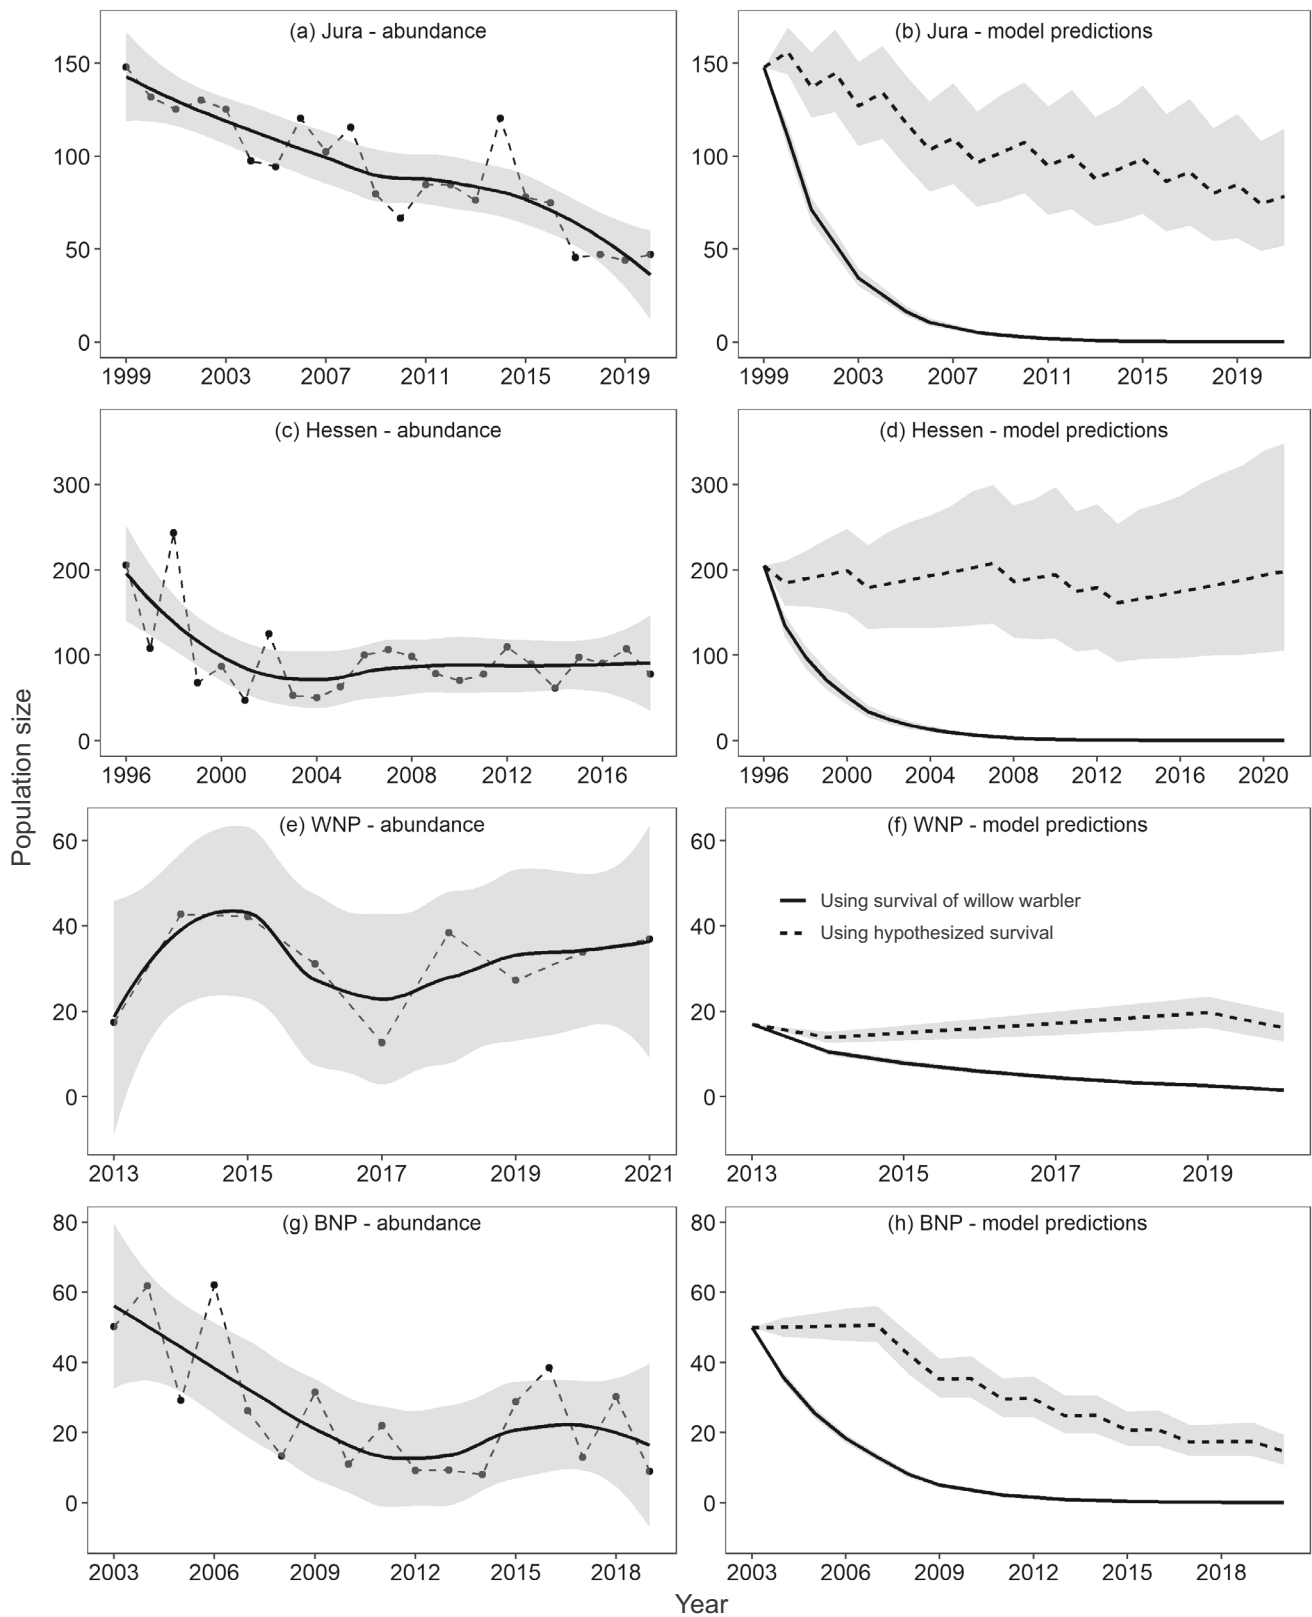 (a) Jura - abundance
150
100
50
0
1999 2003 2007 2011 2015 2019
(b) Jura - model predictions
150
100
50
0
1999 2003 2007 2011 2015 2019
(c) Hessen - abundance
300
200
100
0
1996 2000 2004 2008 2012 2016
(d) Hessen - model predictions
300
200
100
0
1996 2000 2004 2008 2012 2016 2020
Population size
(e) WNP - abundance
60
40
20
0
2013 2015 2017 2019 2021
(f) WNP - model predictions
60
40
20
0
Using survival of willow warbler
Using hypothesized survival
2013 2015 2017 2019
(g) BNP - abundance
80
60
40
20
0
2003 2006 2009 2012 2015 2018
(h) BNP - model predictions
80
60
40
20
0
2003 2006 2009 2012 2015 2018
Year